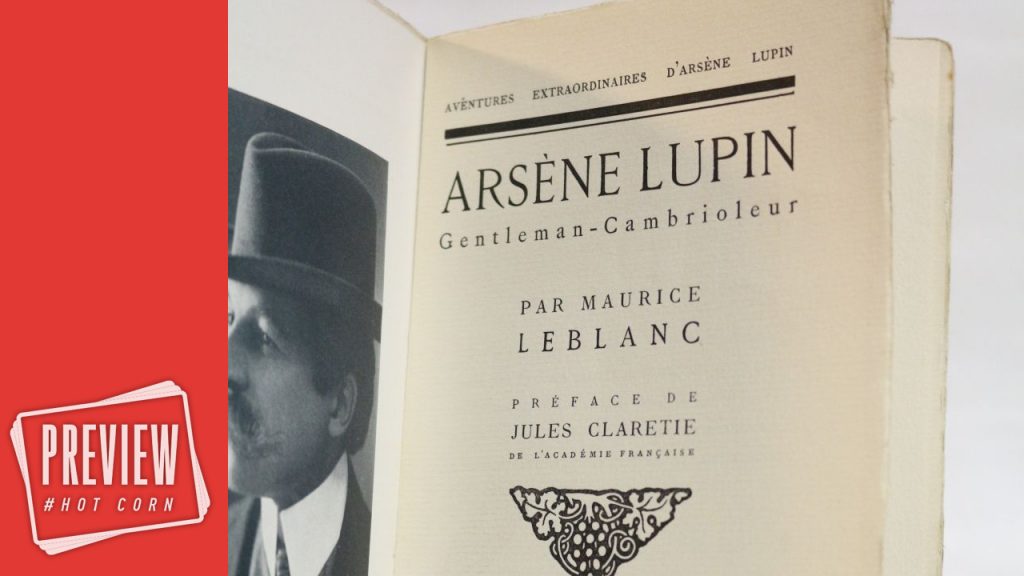 AVENTURES EXTRAORDINAIRES D'ARSÈNE LUPIN
ARSÈNE LUPIN
Gentleman-Cambrioleur
PAR MAURICE
LEBLANC
PRÉFACE DE
JULES CLARETIE
DE L'ACADÉMIE FRANÇAISE
PREVIEW
#HOT CORN